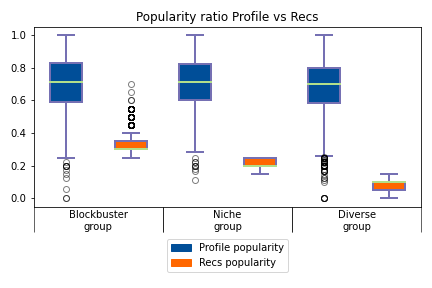 Popularity ratio Profile vs Recs
1.0
0.8
0.6
0.4
0.2
0.0
Blockbuster
group
Niche
group
Diverse
group
Profile popularity
Recs popularity